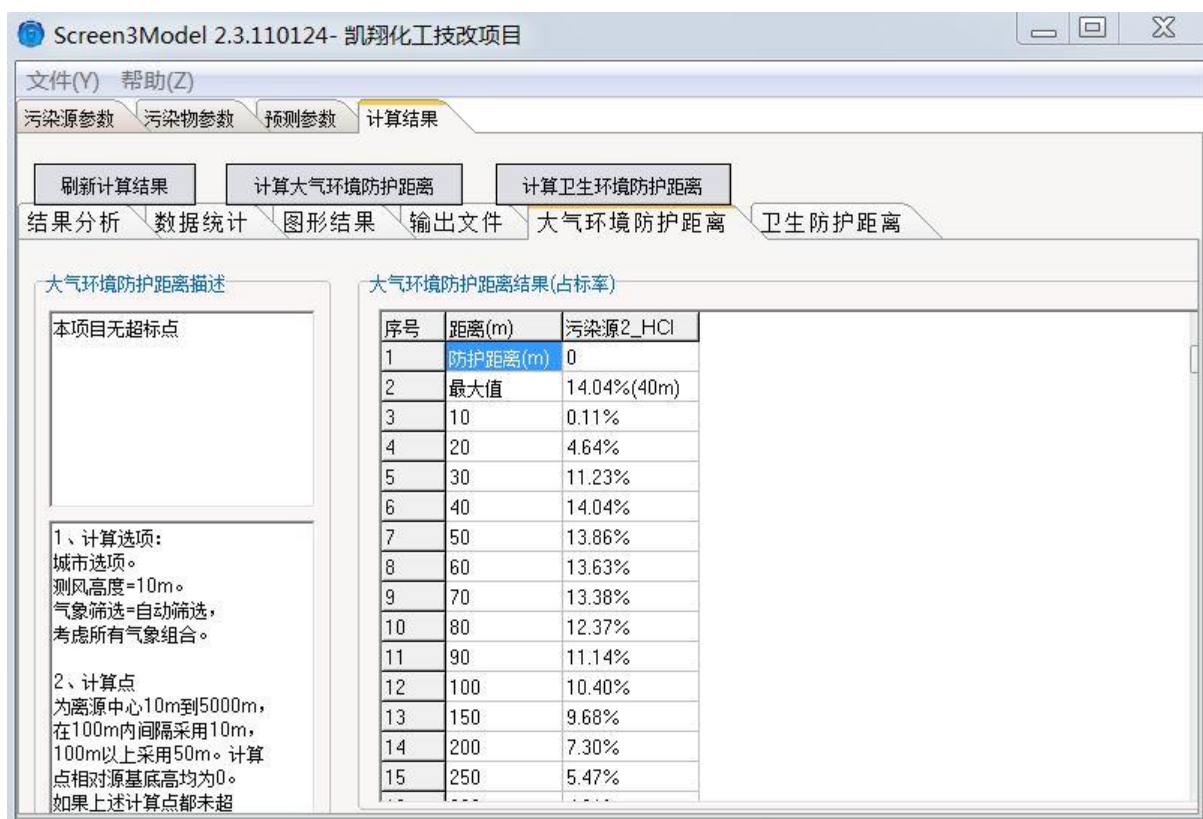 Screen3Model 2.3.110124- 凯翔化工技改项目
文件(Y) 帮助(Z)
污染源参数 污染物参数 预测参数 计算结果
刷新计算结果 计算大气环境防护距离 计算卫生环境防护距离
结果分析 数据统计 图形结果 输出文件 大气环境防护距离 卫生防护距离
大气环境防护距离描述
本项目无超标点
1、计算选项:
城市选项。
测风高度=10m。
气象筛选=自动筛选,
考虑所有气象组合。
2、计算点
为离源中心10m到5000m,
在100m内间隔采用10m,
100m以上采用50m。计算
点相对源基底高均为0。
如果上述计算点都未超
大气环境防护距离结果(占标率)
序号 距离(m) 污染源2_HCl
1 防护距离(m) 0
2 最大值 14.04%(40m)
3 10 0.11%
4 20 4.64%
5 30 11.23%
6 40 14.04%
7 50 13.86%
8 60 13.63%
9 70 13.38%
10 80 12.37%
11 90 11.14%
12 100 10.40%
13 150 9.68%
14 200 7.30%
15 250 5.47%